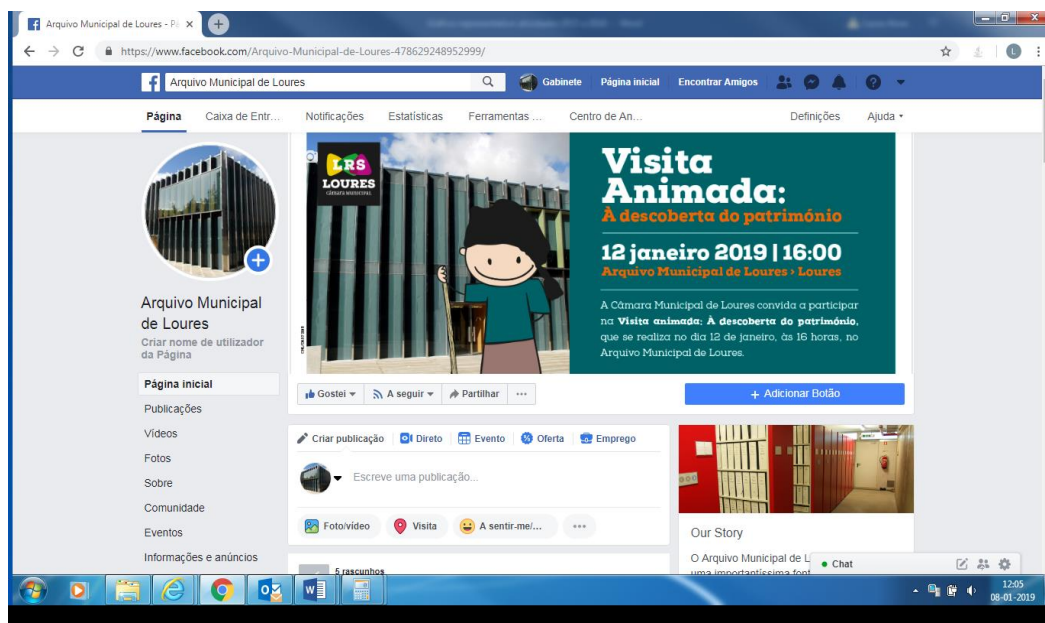 Arquivo Municipal de Loures - Pá
https://www.facebook.com/Arquivo-Municipal-de-Loures-478629248952999/
L
Arquivo Municipal de Loures
Gabinete Página inicial Encontrar Amigos
Página Caixa de Entr... Notificações Estatísticas Ferramentas ... Centro de An... Definições Ajuda
LRS
LOURES
CÂMARA MUNICIPAL
Visita
Animada:
À descoberta do património
12 janeiro 2019 | 16:00
Arquivo Municipal de Loures › Loures
A Câmara Municipal de Loures convida a participar
na Visita animada: À descoberta do património,
que se realiza no dia 12 de janeiro, às 16 horas, no
Arquivo Municipal de Loures.
Arquivo Municipal
de Loures
Criar nome de utilizador
da Página
Página inicial
Publicações
Vídeos
Fotos
Sobre
Comunidade
Eventos
Informações e anúncios
Gostei A seguir Partilhar ...
+ Adicionar Botão
Criar publicação Direto Evento Oferta Emprego
Escreve uma publicação...
Foto/vídeo Visita A sentir-me/... ...
5 rascunhos
Our Story
O Arquivo Municipal de L
uma importantíssima font
Chat
12:05
08-01-2019